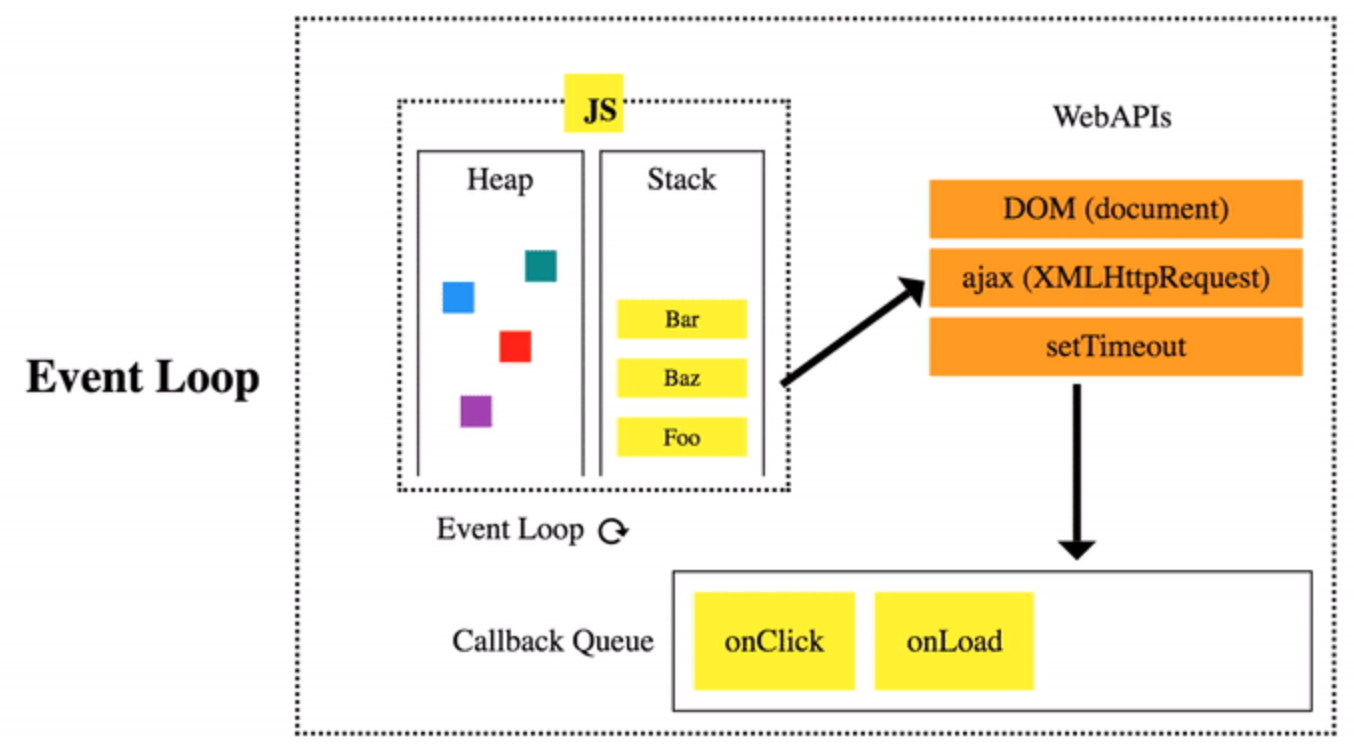 Event Loop
JS
Heap
Stack
Bar
Baz
Foo
Event Loop
WebAPIs
DOM (document)
ajax (XMLHttpRequest)
setTimeout
Callback Queue
onClick
onLoad